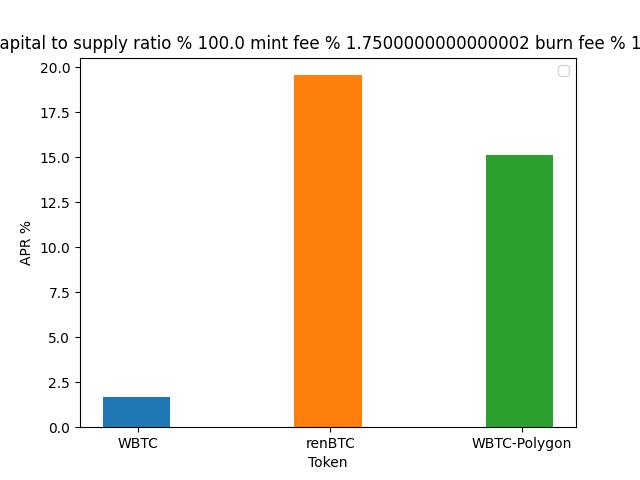 apital to supply ratio % 100.0 mint fee % 1.7500000000000002 burn fee % 1
20.0
17.5
15.0
12.5
10.0
7.5
5.0
2.5
0.0
APR %
WBTC renBTC WBTC-Polygon
Token